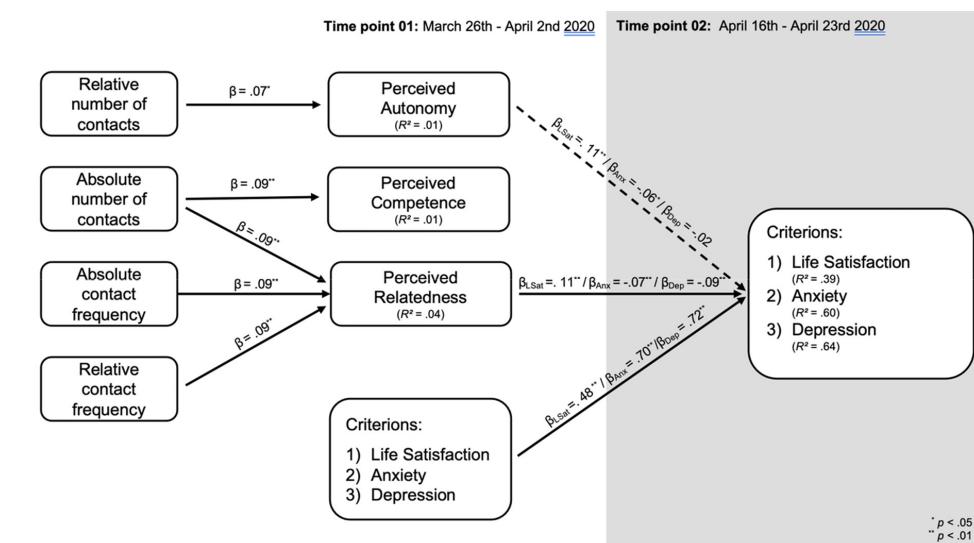 Time point 01: March 26th - April 2nd 2020
Time point 02: April 16th - April 23rd 2020
Relative
number of
contacts
β = .07*
Perceived
Autonomy
(R² = .01)
βLSat =. 11**/ βAnx = -.06*/ βDep = -.02
Absolute
number of
contacts
β = .09**
Perceived
Competence
(R² = .01)
β = .09**
Absolute
contact
frequency
β = .09**
Perceived
Relatedness
(R² = .04)
βLSat =. 11**/ βAnx = -.07**/ βDep = -.09**
Relative
contact
frequency
β = .09**
Criterions:
1) Life Satisfaction
2) Anxiety
3) Depression
βLSat =. 48**/ βAnx = .70**/βDep = .72**
Criterions:
1) Life Satisfaction
(R² = .39)
2) Anxiety
(R² = .60)
3) Depression
(R² = .64)
* p < .05
** p < .01